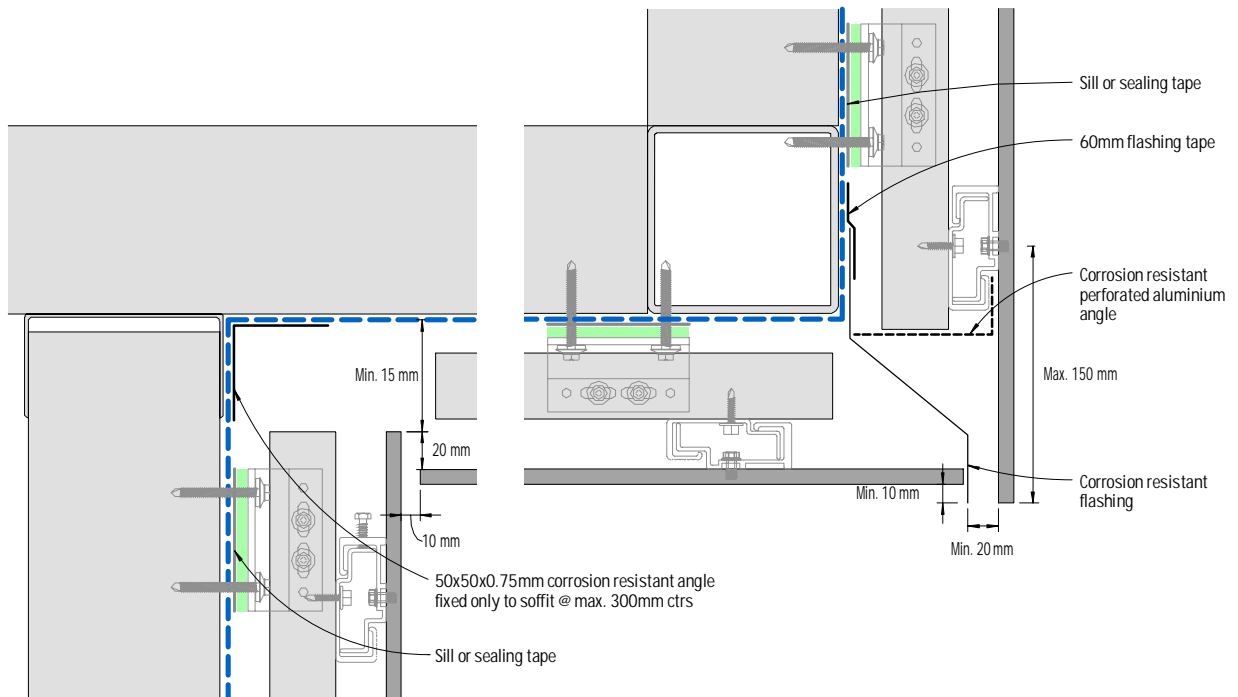 Sill or sealing tape
60mm flashing tape
Corrosion resistant
perforated aluminium
angle
Min. 15 mm
Max. 150 mm
20 mm
Min. 10 mm
Corrosion resistant
flashing
10 mm
Min. 20 mm
50x50x0.75mm corrosion resistant angle
fixed only to soffit @ max. 300mm ctrs
Sill or sealing tape